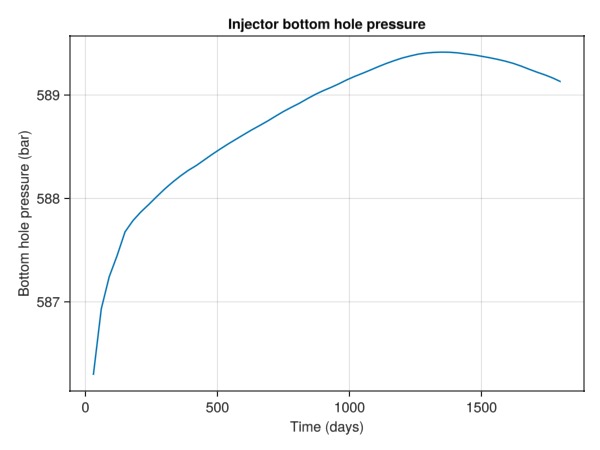 Injector bottom hole pressure
Bottom hole pressure (bar)
589
588
587
0 500 1000 1500
Time (days)